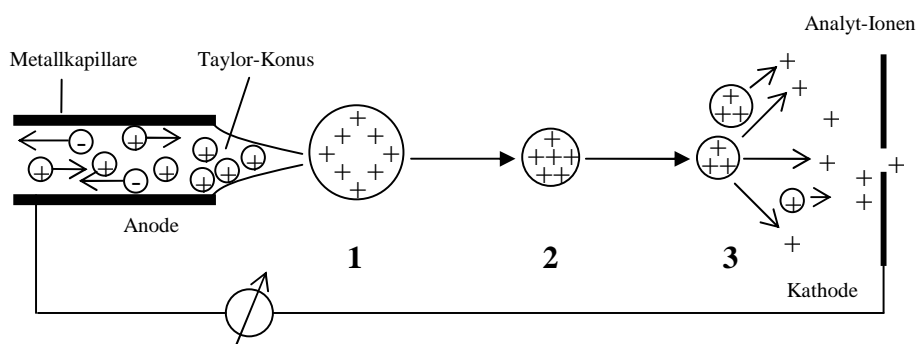 Analyt-Ionen
Metallkapillare
Taylor-Konus
Anode
1
2
3
Kathode